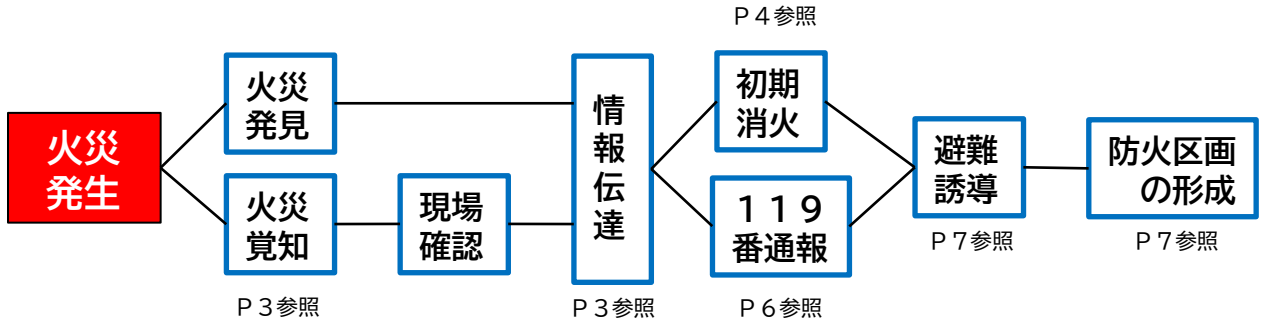 火災
発生
火災
発見
火災
覚知
P3参照
現場
確認
情
報
伝
達
P3参照
P4参照
初期
消火
119
番通報
P6参照
避難
誘導
P7参照
防火区画
の形成
P7参照